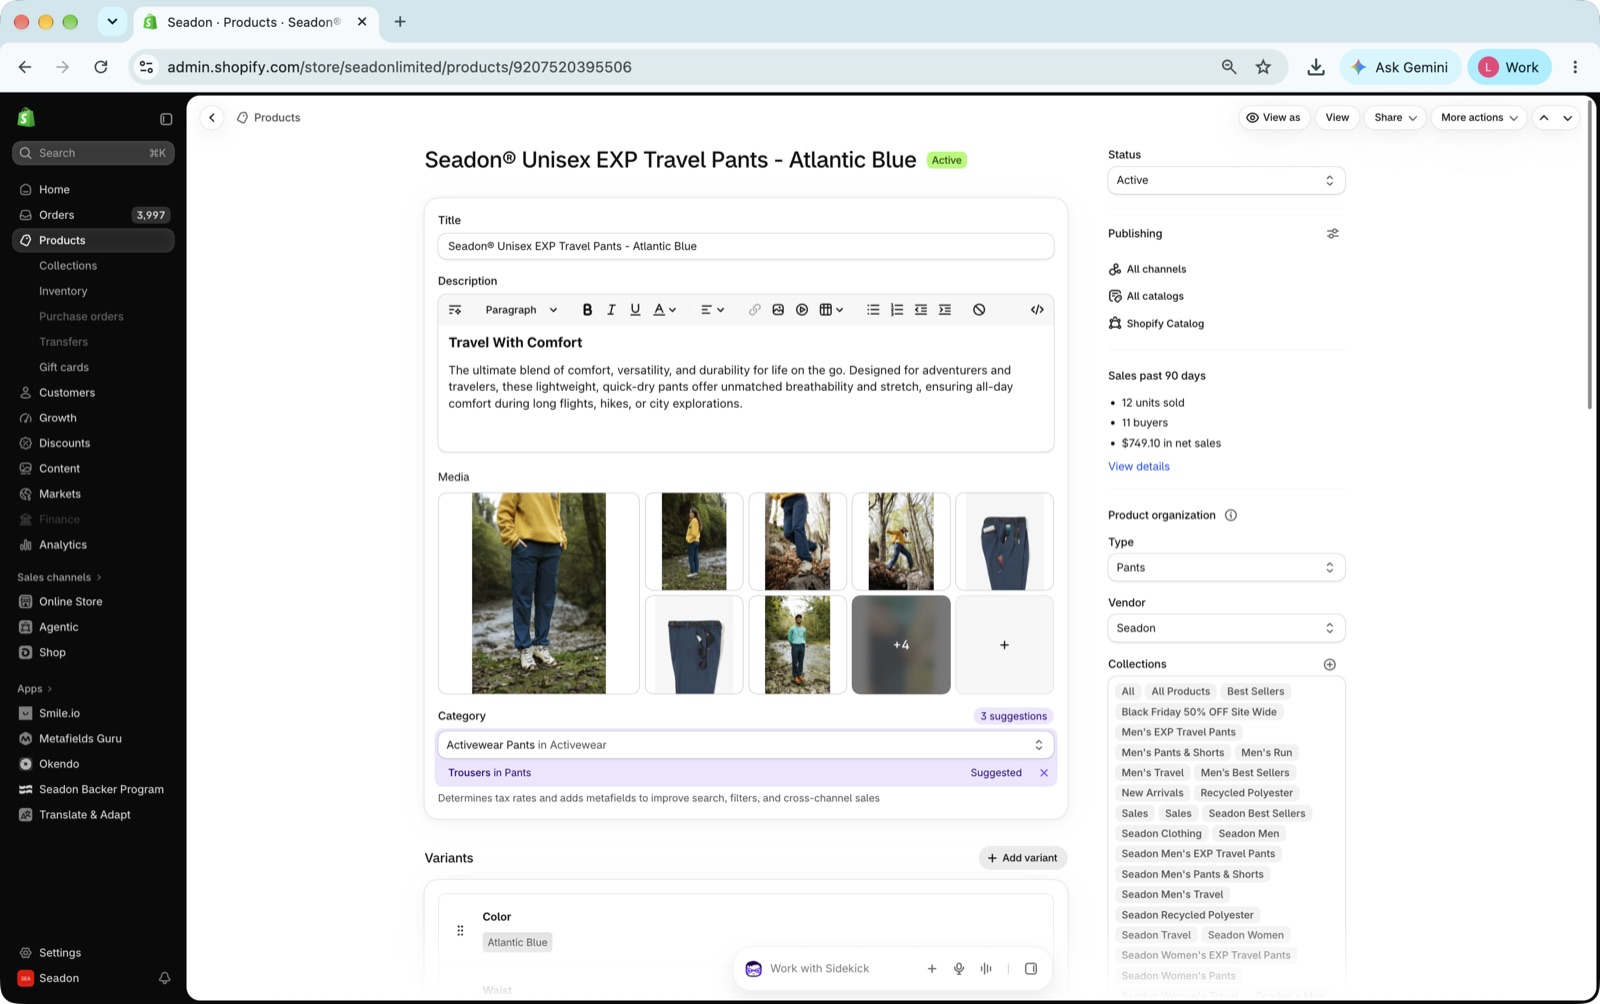 Seadon · Products · Seadon®
admin.shopify.com/store/seadonlimited/products/9207520395506
Ask Gemini
L Work
Search ⌘K
Home
Orders 3,997
Products
Collections
Inventory
Purchase orders
Transfers
Gift cards
Customers
Growth
Discounts
Content
Markets
Finance
Analytics
Sales channels
Online Store
Agentic
Shop
Apps
Smile.io
Metafields Guru
Okendo
Seadon Backer Program
Translate & Adapt
Settings
SEA Seadon
Products
View as View Share More actions
Seadon® Unisex EXP Travel Pants - Atlantic Blue Active
Title
Seadon® Unisex EXP Travel Pants - Atlantic Blue
Description
Paragraph B I U A
Travel With Comfort
The ultimate blend of comfort, versatility, and durability for life on the go. Designed for adventurers and
travelers, these lightweight, quick-dry pants offer unmatched breathability and stretch, ensuring all-day
comfort during long flights, hikes, or city explorations.
Media
+4
Category 3 suggestions
Activewear Pants in Activewear
Trousers in Pants Suggested
Determines tax rates and adds metafields to improve search, filters, and cross-channel sales
Variants
Add variant
Color
Atlantic Blue
Waist
Work with Sidekick
Status
Active
Publishing
All channels
All catalogs
Shopify Catalog
Sales past 90 days
• 12 units sold
• 11 buyers
• $749.10 in net sales
View details
Product organization
Type
Pants
Vendor
Seadon
Collections
All All Products Best Sellers
Black Friday 50% OFF Site Wide
Men's EXP Travel Pants
Men's Pants & Shorts Men's Run
Men's Travel Men's Best Sellers
New Arrivals Recycled Polyester
Sales Sales Seadon Best Sellers
Seadon Clothing Seadon Men
Seadon Men's EXP Travel Pants
Seadon Men's Pants & Shorts
Seadon Men's Travel
Seadon Recycled Polyester
Seadon Travel Seadon Women
Seadon Women's EXP Travel Pants
Seadon Women's Pants